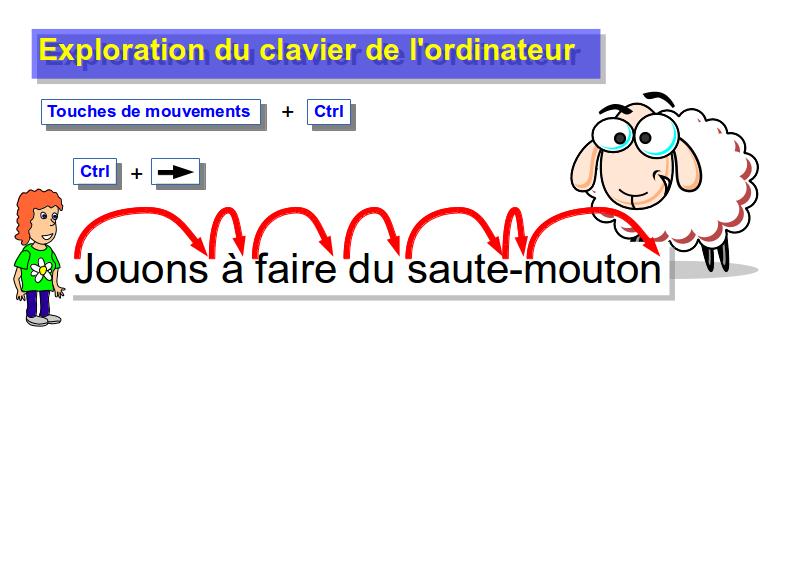 Exploration du clavier de l'ordinateur
Touches de mouvements + Ctrl
Ctrl +
Jouons à faire du saute-mouton